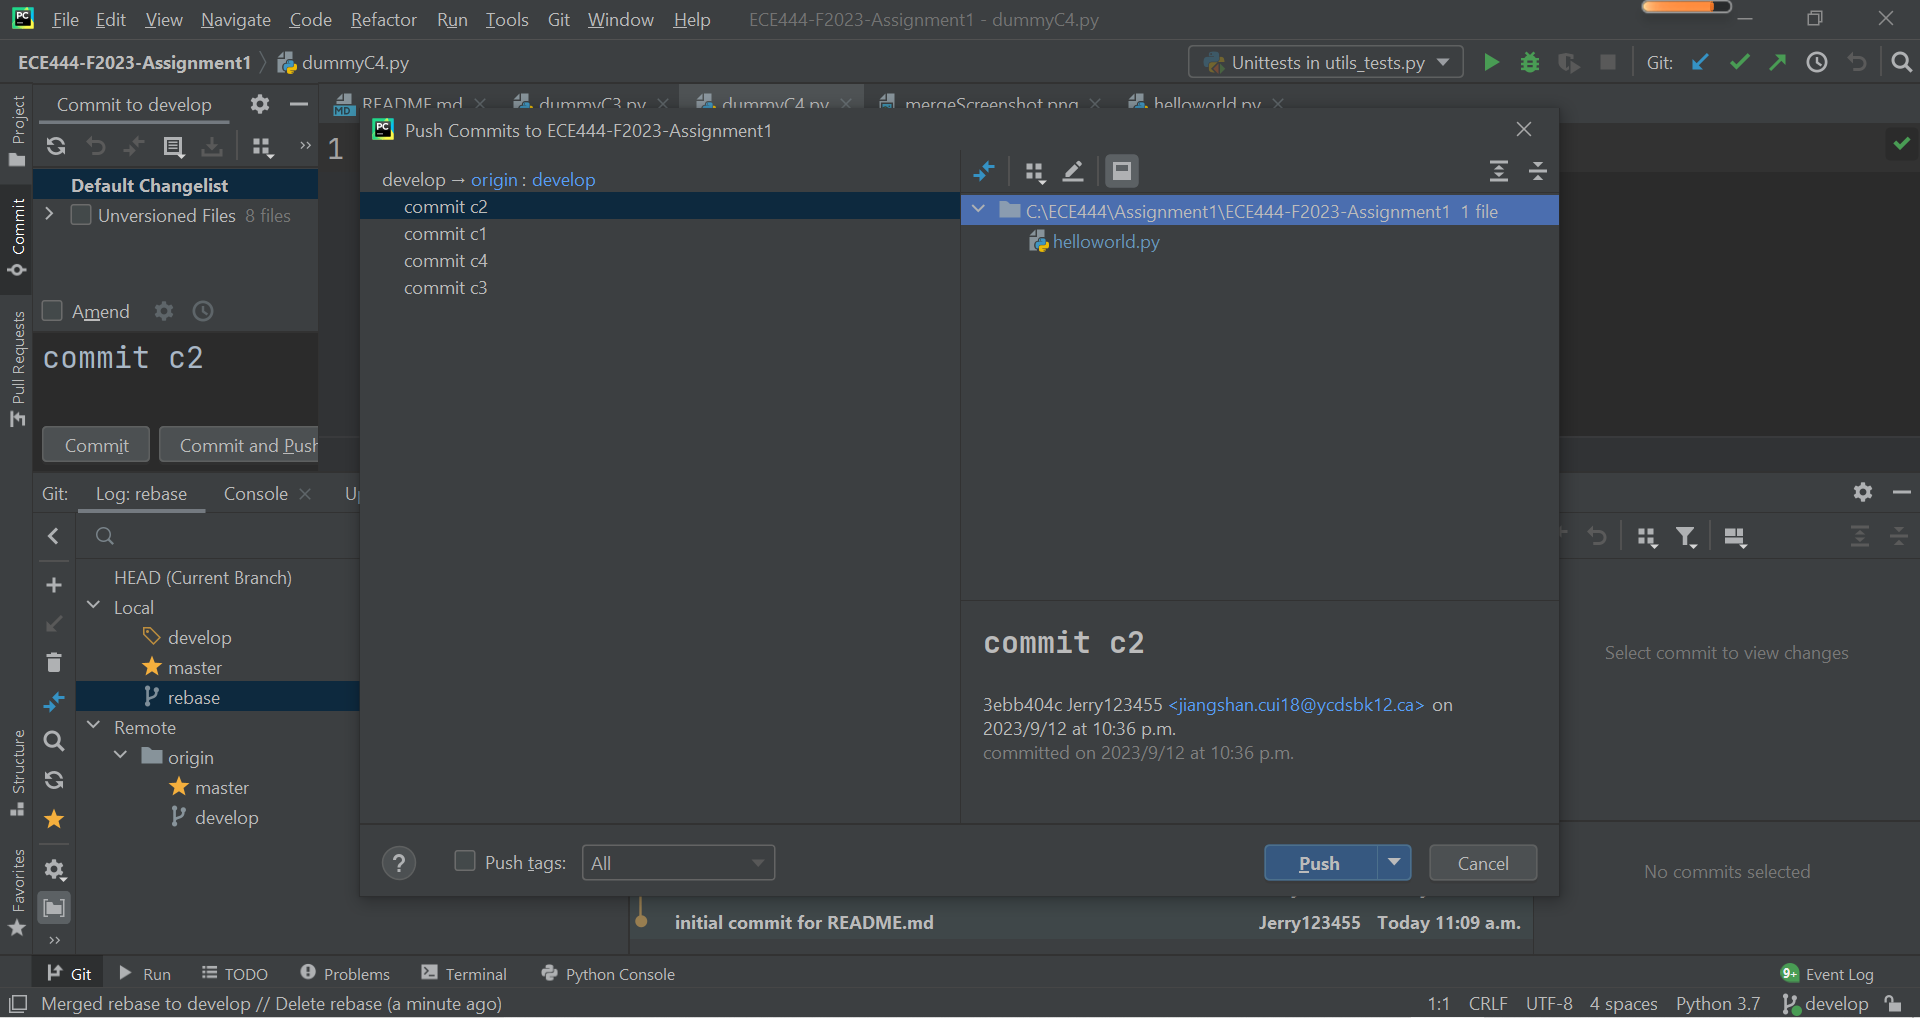 File Edit View Navigate Code Refactor Run Tools Git Window Help ECE444-F2023-Assignment1 - dummyC4.py
ECE444-F2023-Assignment1 dummyC4.py Unittests in utils_tests.py Git:
Project
Commit
Pull Requests
Structure
Favorites
Commit to develop
README.md dummyC3.py dummyC4.py mergeScreenshot.png helloworld.py
1
Default Changelist
Unversioned Files 8 files
Amend
commit c2
Commit Commit and Push
Push Commits to ECE444-F2023-Assignment1
develop → origin : develop
commit c2
commit c1
commit c4
commit c3
C:\ECE444\Assignment1\ECE444-F2023-Assignment1 1 file
helloworld.py
commit c2
3ebb404c Jerry123455 <jiangshan.cui18@ycdsbk12.ca> on
2023/9/12 at 10:36 p.m.
committed on 2023/9/12 at 10:36 p.m.
? Push tags: All Push Cancel
Git: Log: rebase Console
HEAD (Current Branch)
Local
develop
master
rebase
Remote
origin
master
develop
Select commit to view changes
No commits selected
initial commit for README.md Jerry123455 Today 11:09 a.m.
Git Run TODO Problems Terminal Python Console 9+ Event Log
Merged rebase to develop // Delete rebase (a minute ago) 1:1 CRLF UTF-8 4 spaces Python 3.7 develop